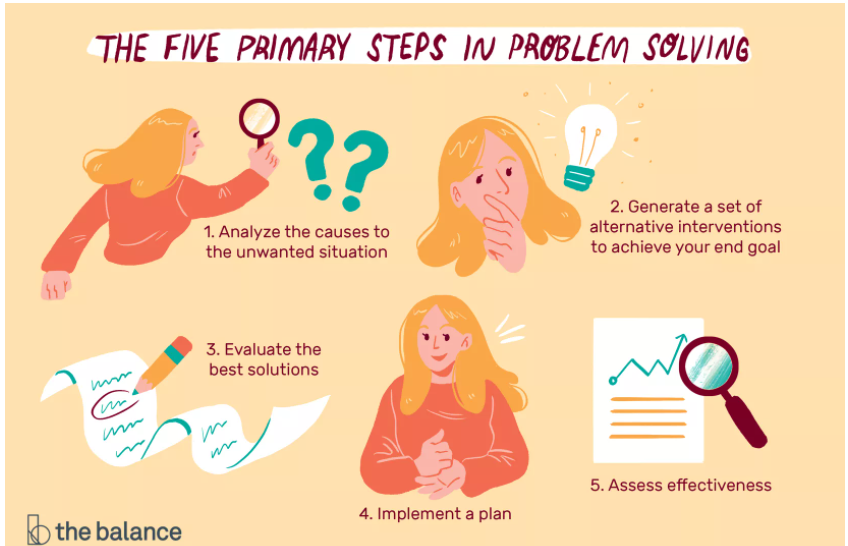 THE FIVE PRIMARY STEPS IN PROBLEM SOLVING
1. Analyze the causes to
the unwanted situation
2. Generate a set of
alternative interventions
to achieve your end goal
3. Evaluate the
best solutions
4. Implement a plan
5. Assess effectiveness
the balance